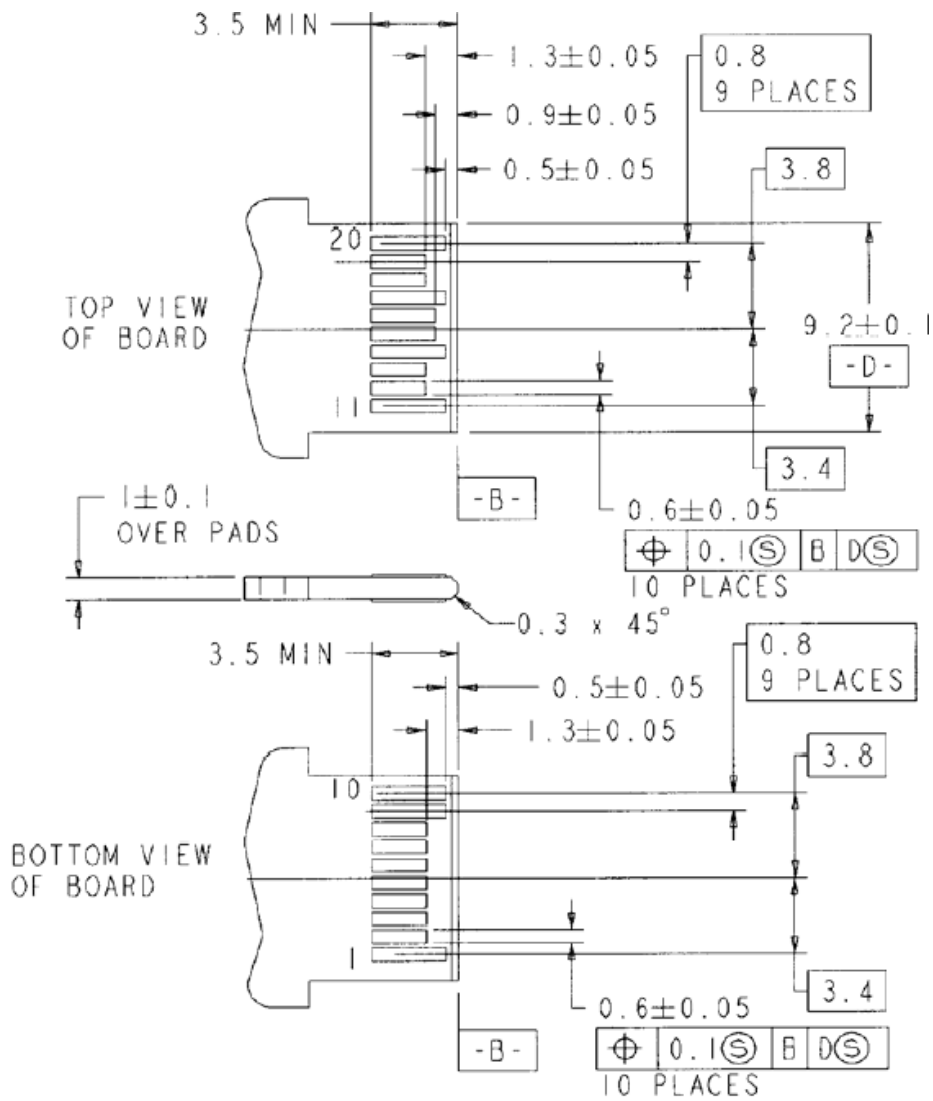 3.5 MIN
1.3±0.05
0.8
9 PLACES
0.9±0.05
0.5±0.05
3.8
20
TOP VIEW
OF BOARD
9.2±0.1
-D-
11
3.4
-B-
1±0.1
OVER PADS
0.6±0.05
⌖ 0.1Ⓢ B DⓈ
10 PLACES
0.3 x 45°
3.5 MIN
0.8
9 PLACES
0.5±0.05
1.3±0.05
3.8
10
BOTTOM VIEW
OF BOARD
1
3.4
0.6±0.05
-B-
⌖ 0.1Ⓢ B DⓈ
10 PLACES